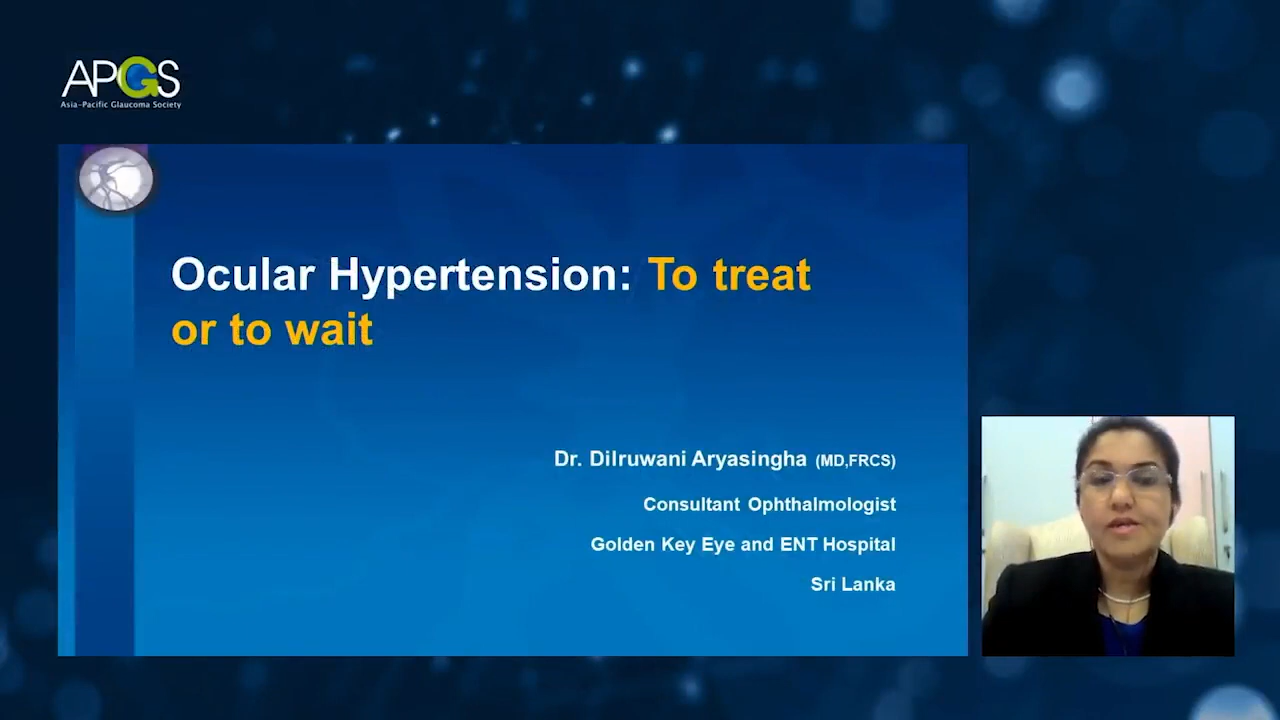 APGS
Asia-Pacific Glaucoma Society
Ocular Hypertension: To treat
or to wait
Dr. Dilruwani Aryasingha (MD,FRCS)
Consultant Ophthalmologist
Golden Key Eye and ENT Hospital
Sri Lanka